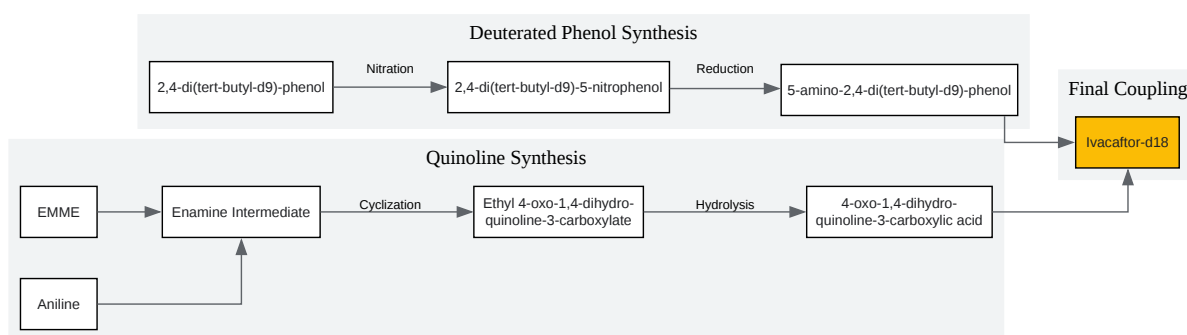 Deuterated Phenol Synthesis
2,4-di(tert-butyl-d9)-phenol
Nitration
2,4-di(tert-butyl-d9)-5-nitrophenol
Reduction
5-amino-2,4-di(tert-butyl-d9)-phenol
Final Coupling
Ivacaftor-d18
Quinoline Synthesis
EMME
Enamine Intermediate
Cyclization
Ethyl 4-oxo-1,4-dihydro-
quinoline-3-carboxylate
Hydrolysis
4-oxo-1,4-dihydro-
quinoline-3-carboxylic acid
Aniline